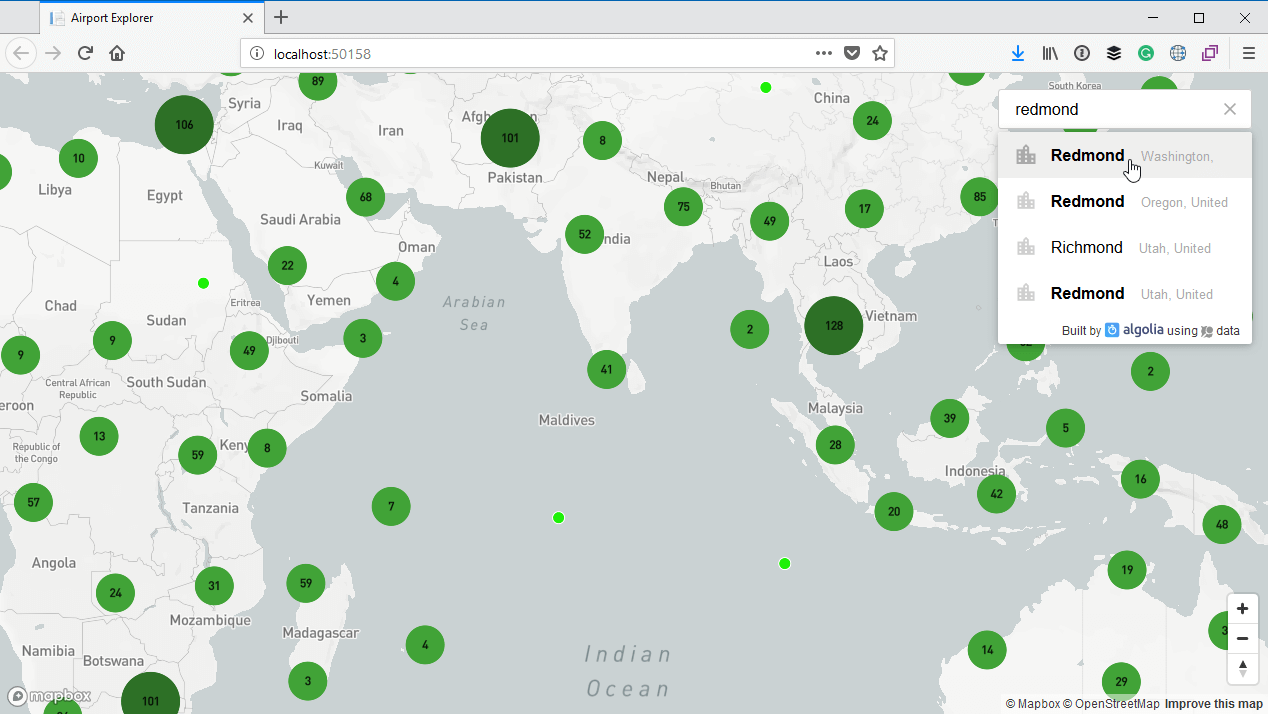 Airport Explorer
localhost:50158
89
South Korea
China
redmond
Syria
106
Iraq
Iran
101
24
8
10
Kuwait
Redmond Washington,
Libya
Egypt
Pakistan
Nepal
Bhutan
68
75
17
85
Redmond Oregon, United
Saudi Arabia
49
52
Oman
Richmond Utah, United
22
4
Laos
Chad
Eritrea
Yemen
Arabian
Sea
Redmond Utah, United
Sudan
Vietnam
128
2
Built by algolia using data
9
9
49
Djibouti
3
41
2
Central African
Republic
South Sudan
Somalia
Malaysia
Maldives
39
13
5
Republic of
the Congo
59
8
28
Indonesia
16
57
Tanzania
7
42
20
48
Angola
19
24
31
59
Mozambique
Madagascar
4
14
Namibia
Botswana
Indian
Ocean
3
29
mapbox
101
© Mapbox © OpenStreetMap Improve this map